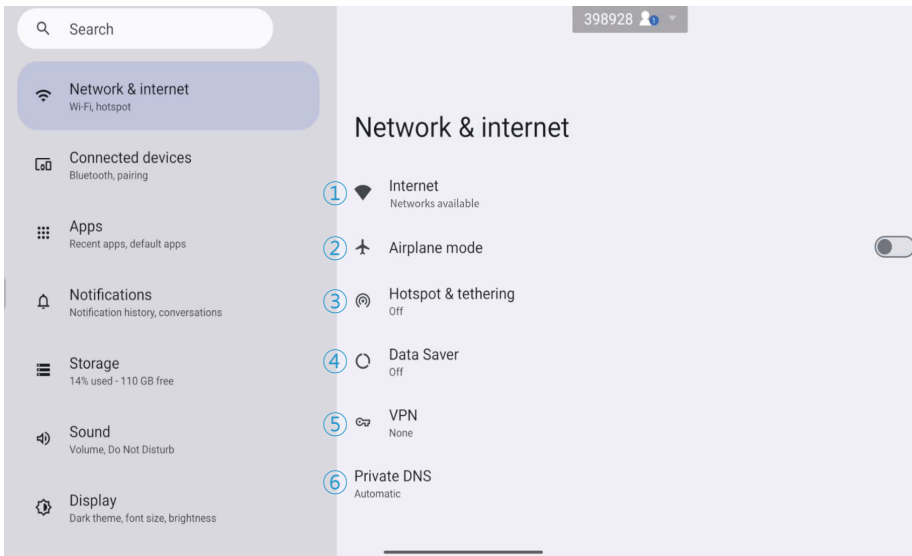 Search
398928
1
Network & internet
Wi-Fi, hotspot
Connected devices
Bluetooth, pairing
Apps
Recent apps, default apps
Notifications
Notification history, conversations
Storage
14% used - 110 GB free
Sound
Volume, Do Not Disturb
Display
Dark theme, font size, brightness
Network & internet
① Internet
Networks available
② Airplane mode
③ Hotspot & tethering
Off
④ Data Saver
Off
⑤ VPN
None
⑥ Private DNS
Automatic